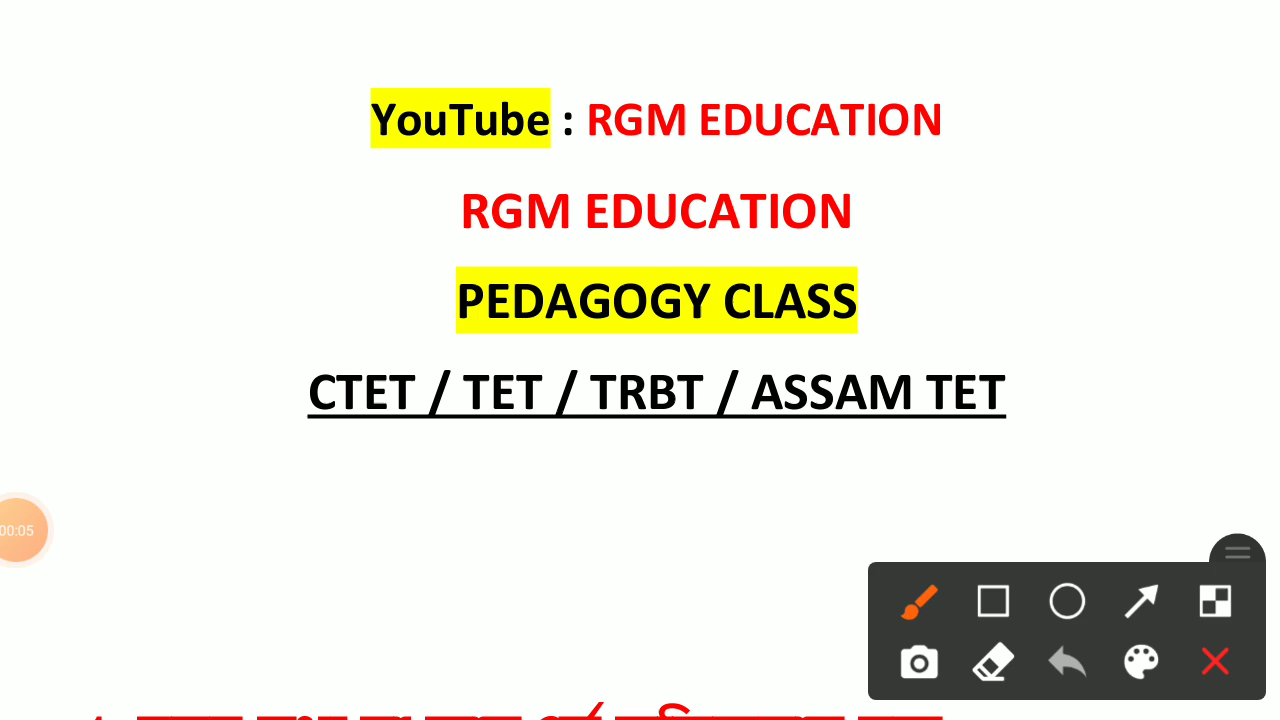 YouTube : RGM EDUCATION
RGM EDUCATION
PEDAGOGY CLASS
CTET / TET / TRBT / ASSAM TET
00:05